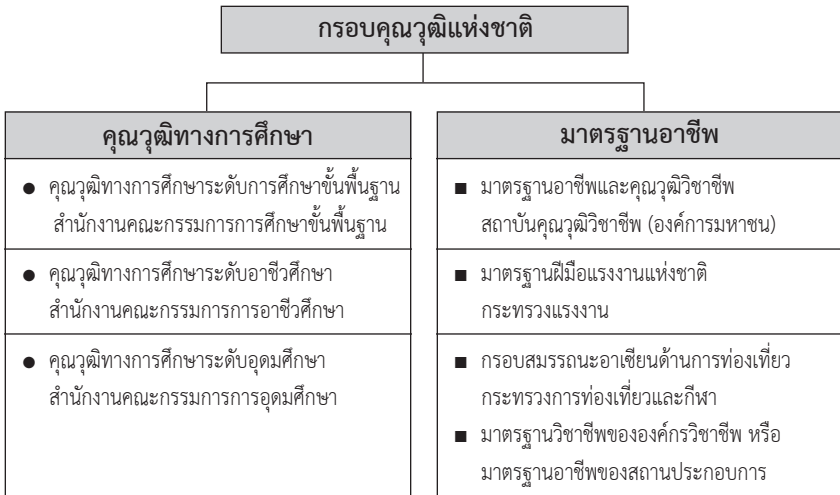 กรอบคุณวุฒิแห่งชาติ
คุณวุฒิทางการศึกษา
● คุณวุฒิทางการศึกษาระดับการศึกษาขั้นพื้นฐาน
สำนักงานคณะกรรมการการศึกษาขั้นพื้นฐาน
● คุณวุฒิทางการศึกษาระดับอาชีวศึกษา
สำนักงานคณะกรรมการการอาชีวศึกษา
● คุณวุฒิทางการศึกษาระดับอุดมศึกษา
สำนักงานคณะกรรมการการอุดมศึกษา
มาตรฐานอาชีพ
■ มาตรฐานอาชีพและคุณวุฒิวิชาชีพ
สถาบันคุณวุฒิวิชาชีพ (องค์การมหาชน)
■ มาตรฐานฝีมือแรงงานแห่งชาติ
กระทรวงแรงงาน
■ กรอบสมรรถนะอาเซียนด้านการท่องเที่ยว
กระทรวงการท่องเที่ยวและกีฬา
■ มาตรฐานวิชาชีพขององค์กรวิชาชีพ หรือ
มาตรฐานอาชีพของสถานประกอบการ